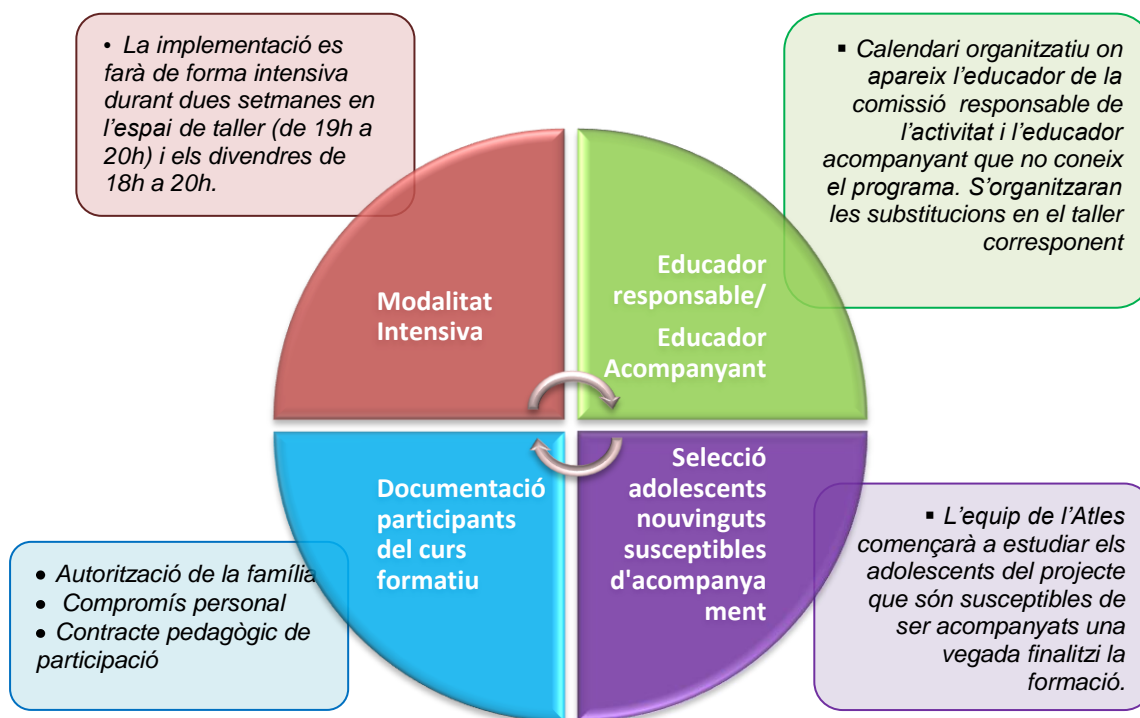 • La implementació es
farà de forma intensiva
durant dues setmanes en
l'espai de taller (de 19h a
20h) i els divendres de
18h a 20h.
▪ Calendari organitzatiu on
apareix l'educador de la
comissió responsable de
l'activitat i l'educador
acompanyant que no coneix
el programa. S'organitzaran
les substitucions en el taller
corresponent
Modalitat
Intensiva
Educador
responsable/
Educador
Acompanyant
Documentació
participants
del curs
formatiu
Selecció
adolescents
nouvinguts
susceptibles
d'acompanya
ment
• Autorització de la família
• Compromís personal
• Contracte pedagògic de
participació
▪ L'equip de l'Atles
començarà a estudiar els
adolescents del projecte
que són susceptibles de
ser acompanyats una
vegada finalitzi la
formació.